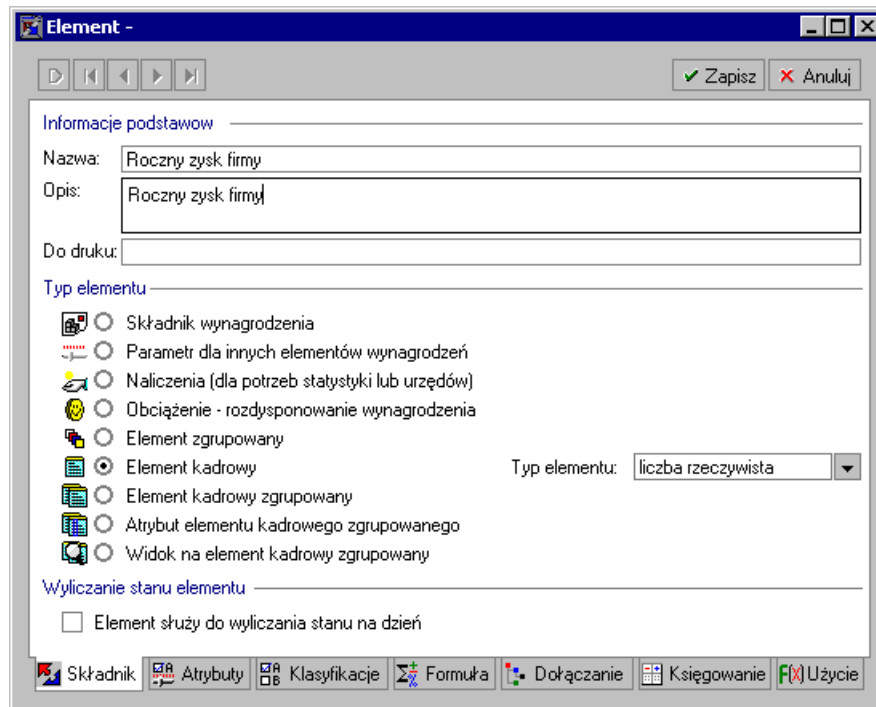 Element -
Zapisz Anuluj
Informacje podstawow
Nazwa: Roczny zysk firmy
Opis: Roczny zysk firmy
Do druku:
Typ elementu
Składnik wynagrodzenia
Parametr dla innych elementów wynagrodzeń
Naliczenia (dla potrzeb statystyki lub urzędów)
Obciążenie - rozdysponowanie wynagrodzenia
Element zgrupowany
Element kadrowy Typ elementu: liczba rzeczywista
Element kadrowy zgrupowany
Atrybut elementu kadrowego zgrupowanego
Widok na element kadrowy zgrupowany
Wyliczanie stanu elementu
Element służy do wyliczania stanu na dzień
Składnik Atrybuty Klasyfikacje Formuła Dołączanie Księgowanie F(X) Użycie